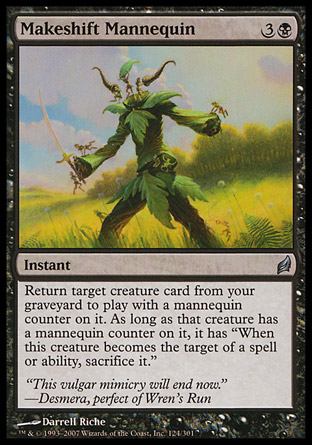 Makeshift Mannequin 3
Instant
Return target creature card from your
graveyard to play with a mannequin
counter on it. As long as that creature
has a mannequin counter on it, it has “When
this creature becomes the target of a spell
or ability, sacrifice it.”
“This vulgar mimicry will end now.”
—Desmera, perfect of Wren's Run
Darrell Riche
™ & © 1993–2007 Wizards of the Coast, Inc. 124/301